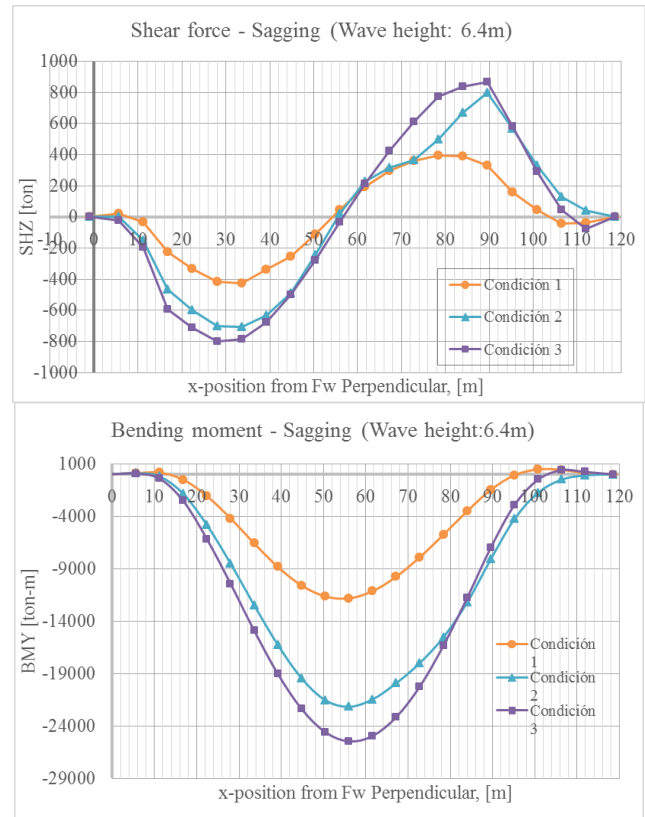 Shear force - Sagging (Wave height: 6.4m)
1000
800
600
400
200
0
-200
-400
-600
-800
-1000
SHZ [ton]
-10 0 10 20 30 40 50 60 70 80 90 100 110 120
Condición 1
Condición 2
Condición 3
x-position from Fw Perpendicular, [m]
Bending moment - Sagging (Wave height:6.4m)
1000
-4000
-9000
-14000
-19000
-24000
-29000
BMY [ton-m]
0 10 20 30 40 50 60 70 80 90 100 110 120
Condición
1
Condición
2
Condición
3
x-position from Fw Perpendicular, [m]